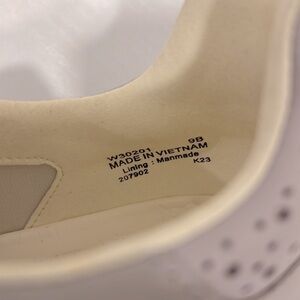 W30201 9B
MADE IN VIETNAM
Lining : Manmade
207902 K23